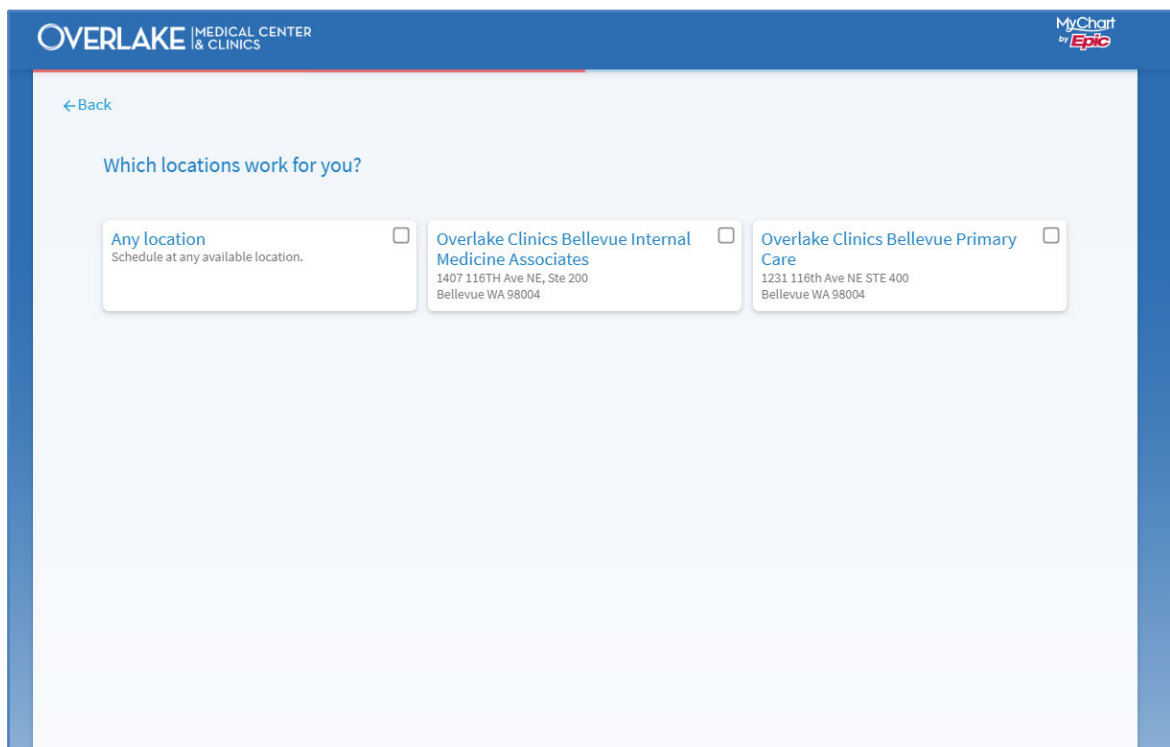 OVERLAKE MEDICAL CENTER
& CLINICS
MyChart
by Epic
←Back
Which locations work for you?
Any location
Schedule at any available location.
Overlake Clinics Bellevue Internal
Medicine Associates
1407 116TH Ave NE, Ste 200
Bellevue WA 98004
Overlake Clinics Bellevue Primary
Care
1231 116th Ave NE STE 400
Bellevue WA 98004